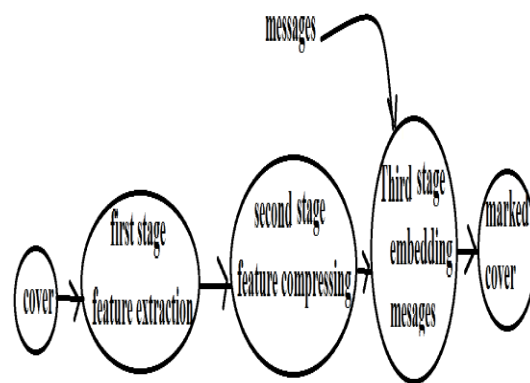 messages
cover
first stage
feature extraction
second stage
feature compressing
Third stage
embedding
mesages
marked
cover